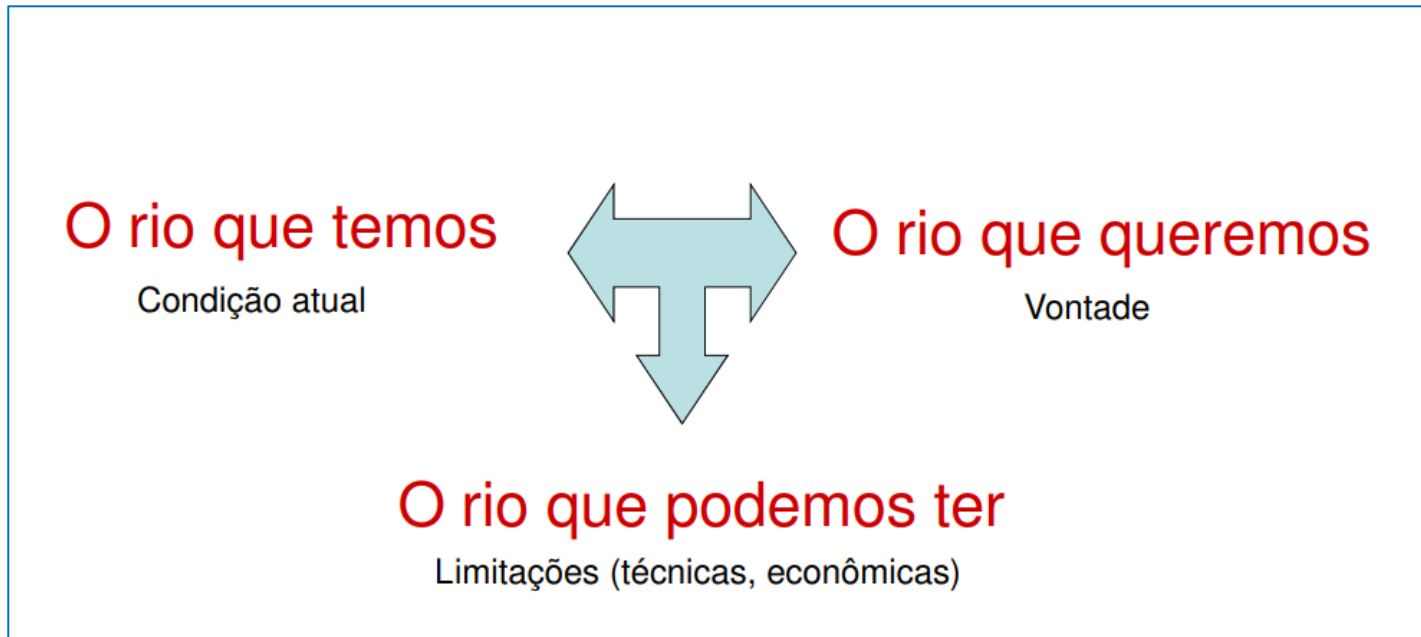 O rio que temos
Condição atual
O rio que queremos
Vontade
O rio que podemos ter
Limitações (técnicas, econômicas)